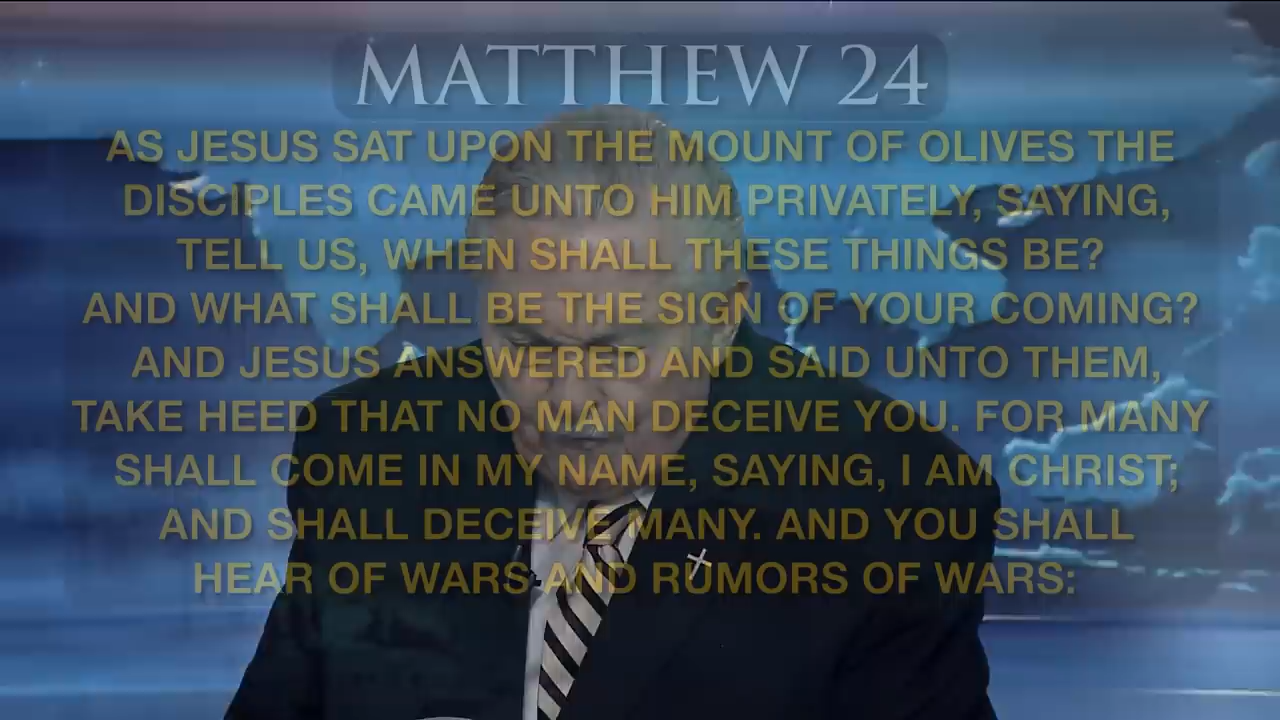 MATTHEW 24
AS JESUS SAT UPON THE MOUNT OF OLIVES THE
DISCIPLES CAME UNTO HIM PRIVATELY, SAYING,
TELL US, WHEN SHALL THESE THINGS BE?
AND WHAT SHALL BE THE SIGN OF YOUR COMING?
AND JESUS ANSWERED AND SAID UNTO THEM,
TAKE HEED THAT NO MAN DECEIVE YOU. FOR MANY
SHALL COME IN MY NAME, SAYING, I AM CHRIST;
AND SHALL DECEIVE MANY. AND YOU SHALL
HEAR OF WARS AND RUMORS OF WARS: